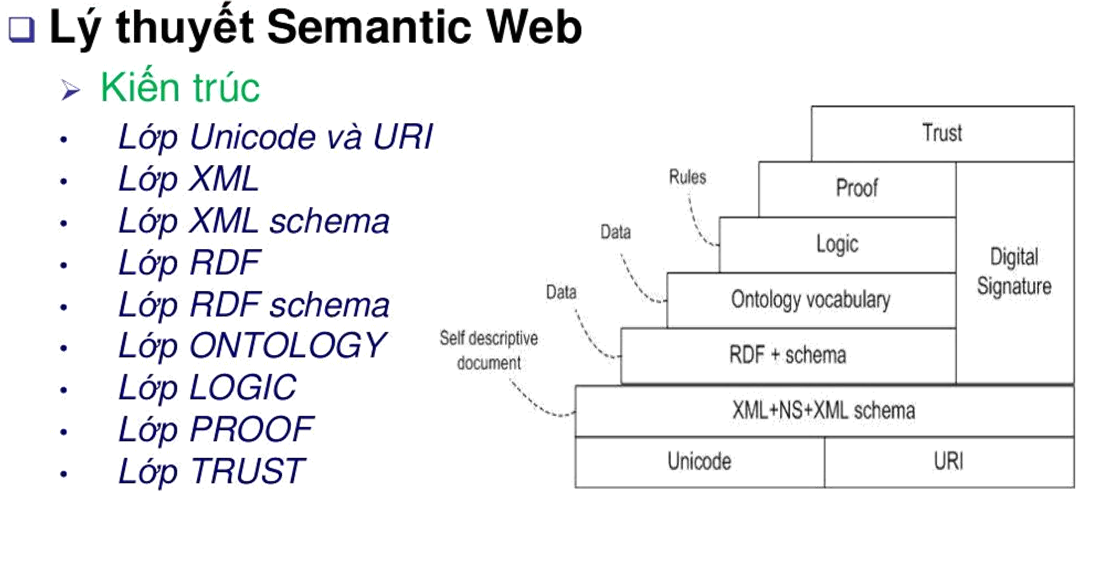 Lý thuyết Semantic Web
Kiến trúc
Lớp Unicode và URI
Lớp XML
Lớp XML schema
Lớp RDF
Lớp RDF schema
Lớp ONTOLOGY
Lớp LOGIC
Lớp PROOF
Lớp TRUST
Trust
Rules
Proof
Data
Logic
Digital
Signature
Data
Ontology vocabulary
Self descriptive
document
RDF + schema
XML+NS+XML schema
Unicode
URI